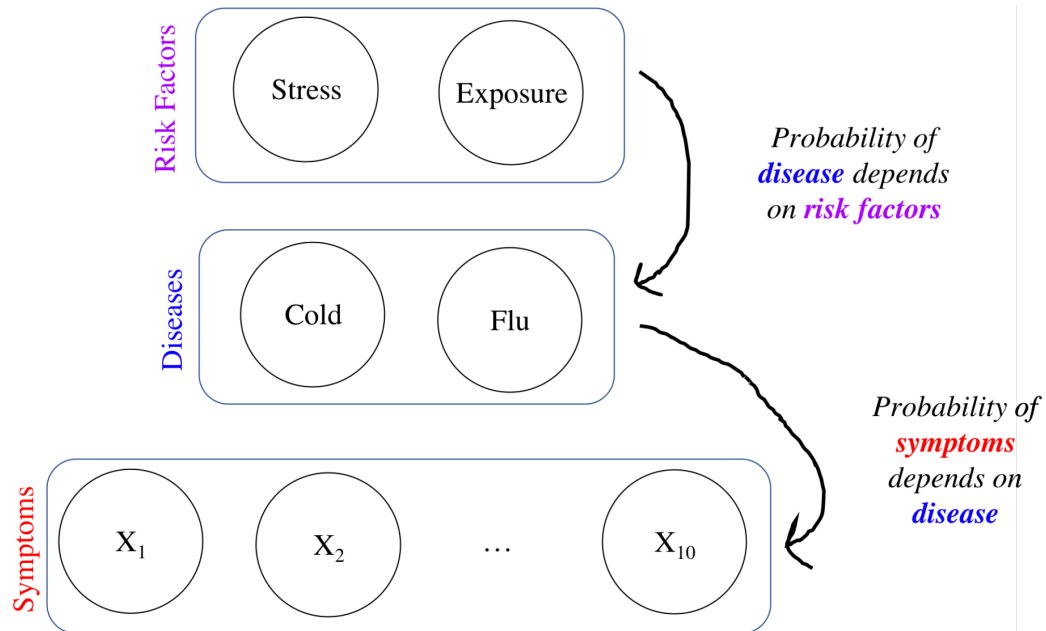 Risk Factors
Stress
Exposure
Probability of
disease depends
on risk factors
Diseases
Cold
Flu
Probability of
symptoms
depends on
disease
Symptoms
X₁
X₂
...
X₁₀